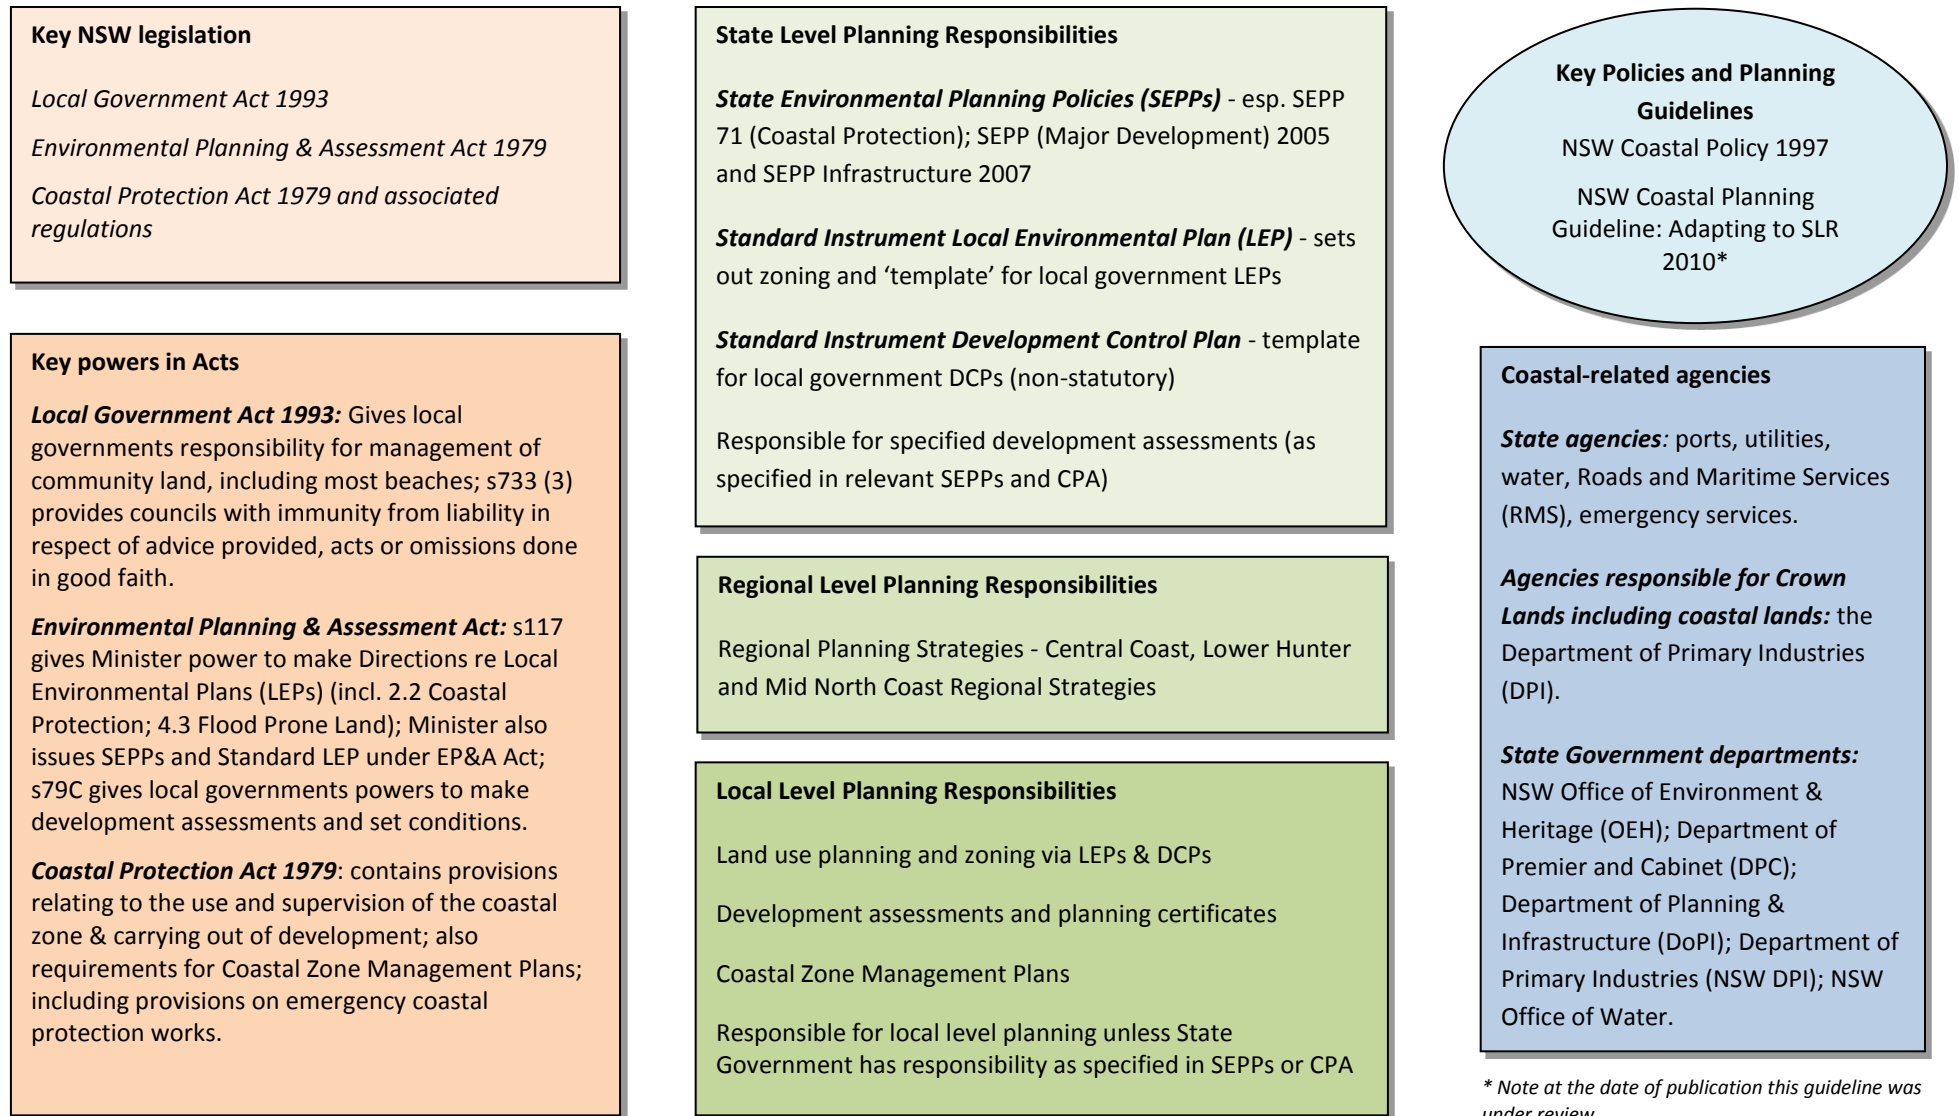 Key NSW legislation
Local Government Act 1993
Environmental Planning & Assessment Act 1979
Coastal Protection Act 1979 and associated
regulations
Key powers in Acts
Local Government Act 1993: Gives local
governments responsibility for management of
community land, including most beaches; s733 (3)
provides councils with immunity from liability in
respect of advice provided, acts or omissions done
in good faith.
Environmental Planning & Assessment Act: s117
gives Minister power to make Directions re Local
Environmental Plans (LEPs) (incl. 2.2 Coastal
Protection; 4.3 Flood Prone Land); Minister also
issues SEPPs and Standard LEP under EP&A Act;
s79C gives local governments powers to make
development assessments and set conditions.
Coastal Protection Act 1979: contains provisions
relating to the use and supervision of the coastal
zone & carrying out of development; also
requirements for Coastal Zone Management Plans;
including provisions on emergency coastal
protection works.
State Level Planning Responsibilities
State Environmental Planning Policies (SEPPs) - esp. SEPP
71 (Coastal Protection); SEPP (Major Development) 2005
and SEPP Infrastructure 2007
Standard Instrument Local Environmental Plan (LEP) - sets
out zoning and ‘template’ for local government LEPs
Standard Instrument Development Control Plan - template
for local government DCPs (non-statutory)
Responsible for specified development assessments (as
specified in relevant SEPPs and CPA)
Regional Level Planning Responsibilities
Regional Planning Strategies - Central Coast, Lower Hunter
and Mid North Coast Regional Strategies
Local Level Planning Responsibilities
Land use planning and zoning via LEPs & DCPs
Development assessments and planning certificates
Coastal Zone Management Plans
Responsible for local level planning unless State
Government has responsibility as specified in SEPPs or CPA
Key Policies and Planning
Guidelines
NSW Coastal Policy 1997
NSW Coastal Planning
Guideline: Adapting to SLR
2010*
Coastal-related agencies
State agencies: ports, utilities,
water, Roads and Maritime Services
(RMS), emergency services.
Agencies responsible for Crown
Lands including coastal lands: the
Department of Primary Industries
(DPI).
State Government departments:
NSW Office of Environment &
Heritage (OEH); Department of
Premier and Cabinet (DPC);
Department of Planning &
Infrastructure (DoPI); Department of
Primary Industries (NSW DPI); NSW
Office of Water.
* Note at the date of publication this guideline was
under review